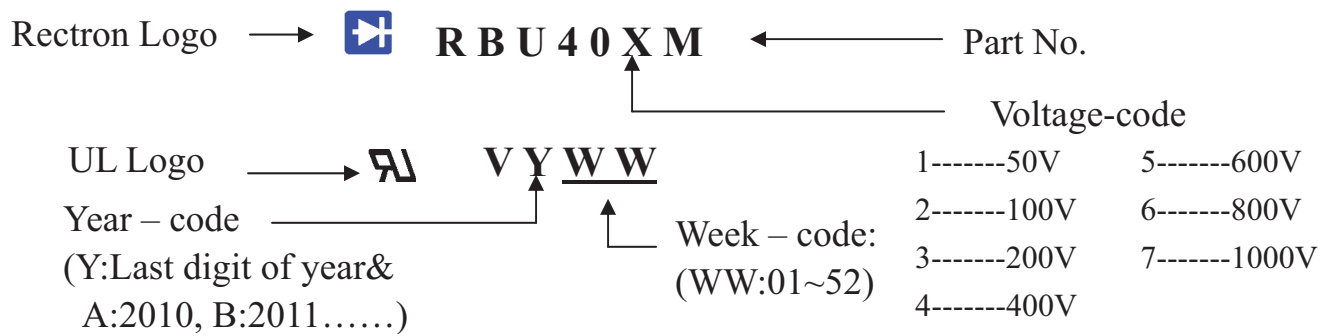 Rectron Logo R B U 4 0 X M Part No.
Voltage-code
UL Logo V Y W W
1-------50V 5-------600V
Year – code
2-------100V 6-------800V
Week – code:
(Y:Last digit of year&
(WW:01~52)
3-------200V 7-------1000V
A:2010, B:2011……)
4-------400V